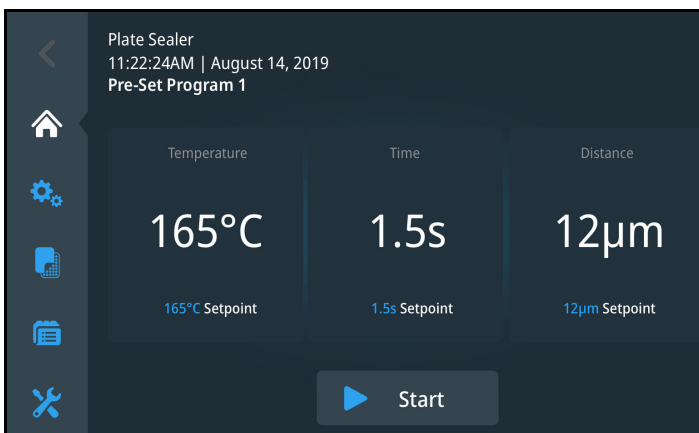 Plate Sealer
11:22:24AM | August 14, 2019
Pre-Set Program 1
Temperature
Time
Distance
165°C
1.5s
12µm
165°C Setpoint
1.5s Setpoint
12µm Setpoint
Start